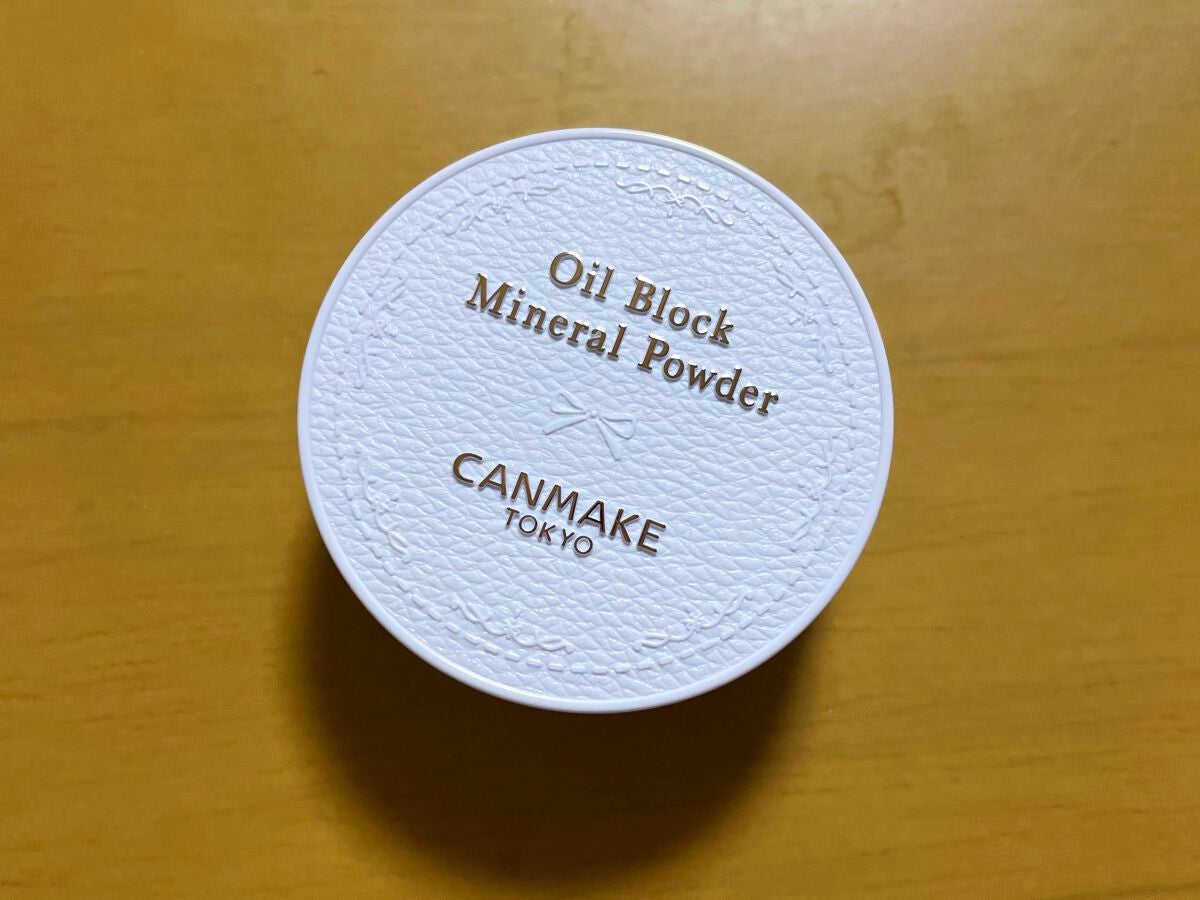 Oil Block
Mineral Powder
CANMAKE
TOKYO